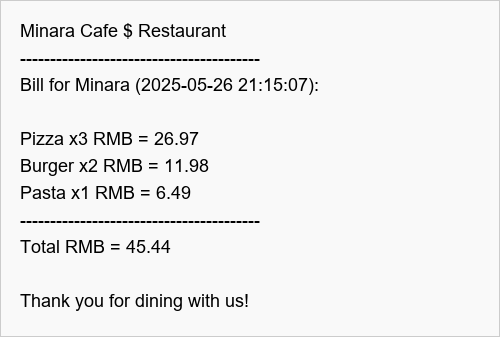 Minara Cafe $ Restaurant
----------------------------------------
Bill for Minara (2025-05-26 21:15:07):
Pizza x3 RMB = 26.97
Burger x2 RMB = 11.98
Pasta x1 RMB = 6.49
----------------------------------------
Total RMB = 45.44
Thank you for dining with us!